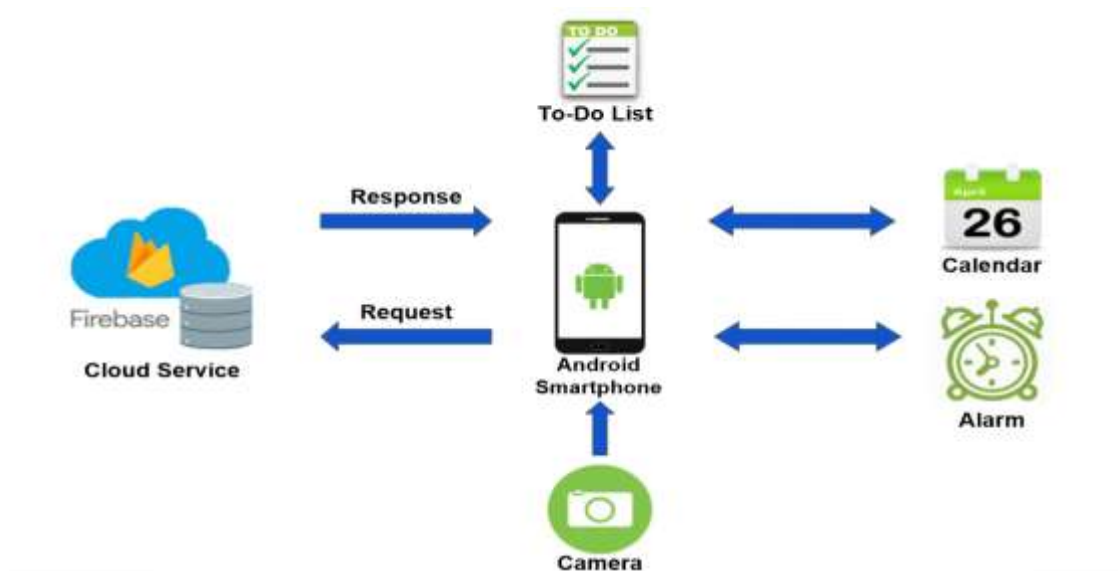 TO DO
To-Do List
Response
April
26
Calendar
Firebase
Request
Cloud Service
Android
Smartphone
Alarm
Camera